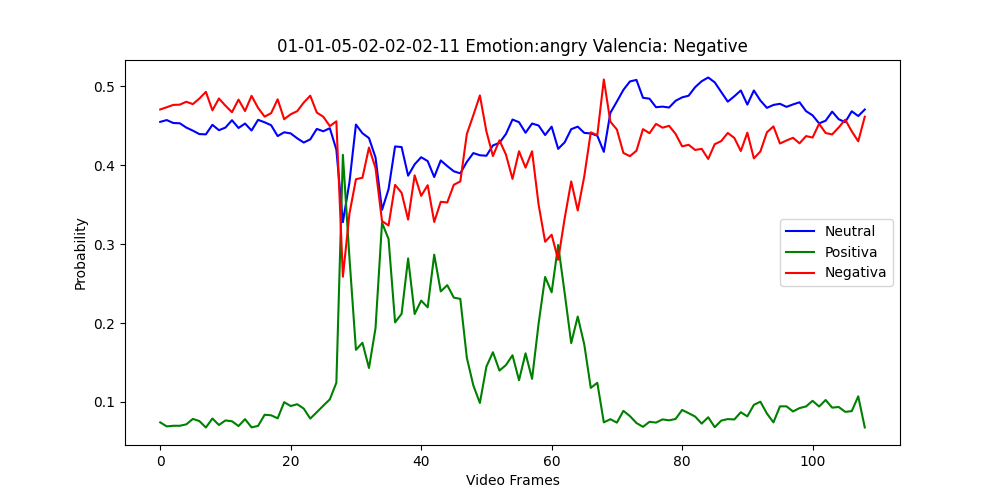 01-01-05-02-02-02-11 Emotion:angry Valencia: Negative
Probability
0.5
0.4
0.3
0.2
0.1
Neutral
Positiva
Negativa
0 20 40 60 80 100
Video Frames